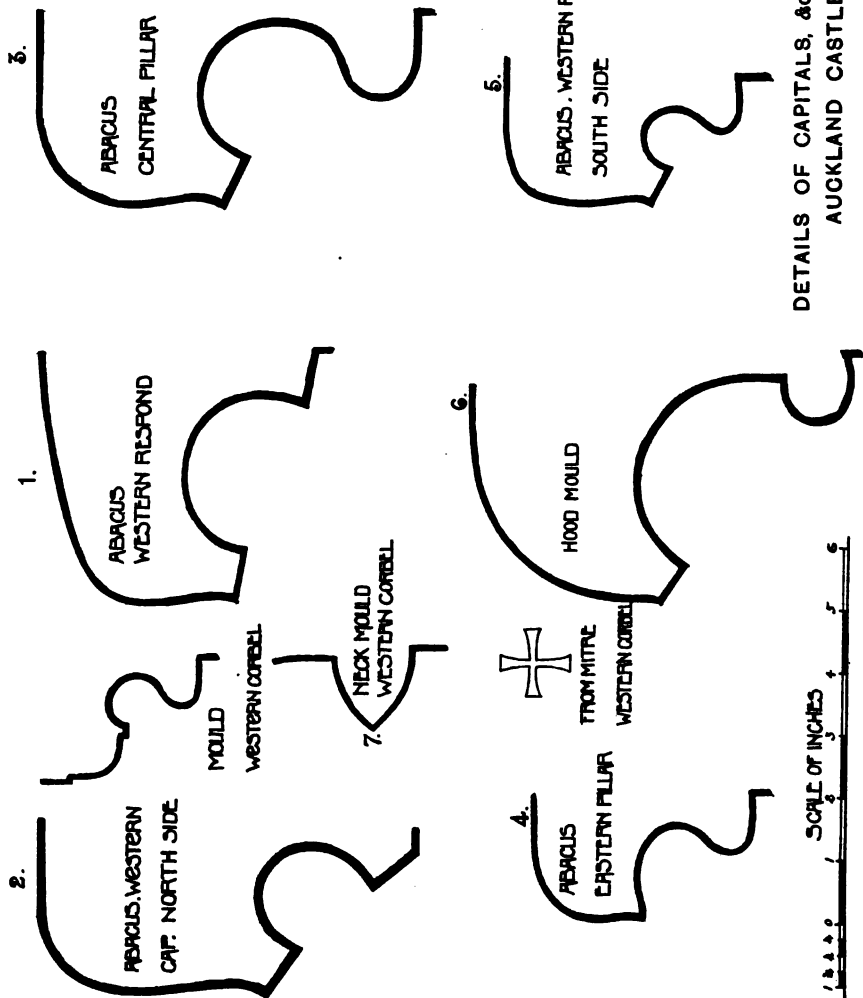 2.
ABACUS. WESTERN
CAP. NORTH SIDE
MOULD
WESTERN CORBEL
1.
ABACUS
WESTERN RESPOND
3.
ABACUS
CENTRAL PILLAR
7.
NECK MOULD
WESTERN CORBEL
4.
ABACUS
EASTERN PILLAR
FROM MITRE
WESTERN CORBEL
6.
HOOD MOULD
5.
ABACUS. WESTERN
SOUTH SIDE
SCALE OF INCHES
0 1 2 3 4 5 6
DETAILS OF CAPITALS, &c
AUCKLAND CASTLE